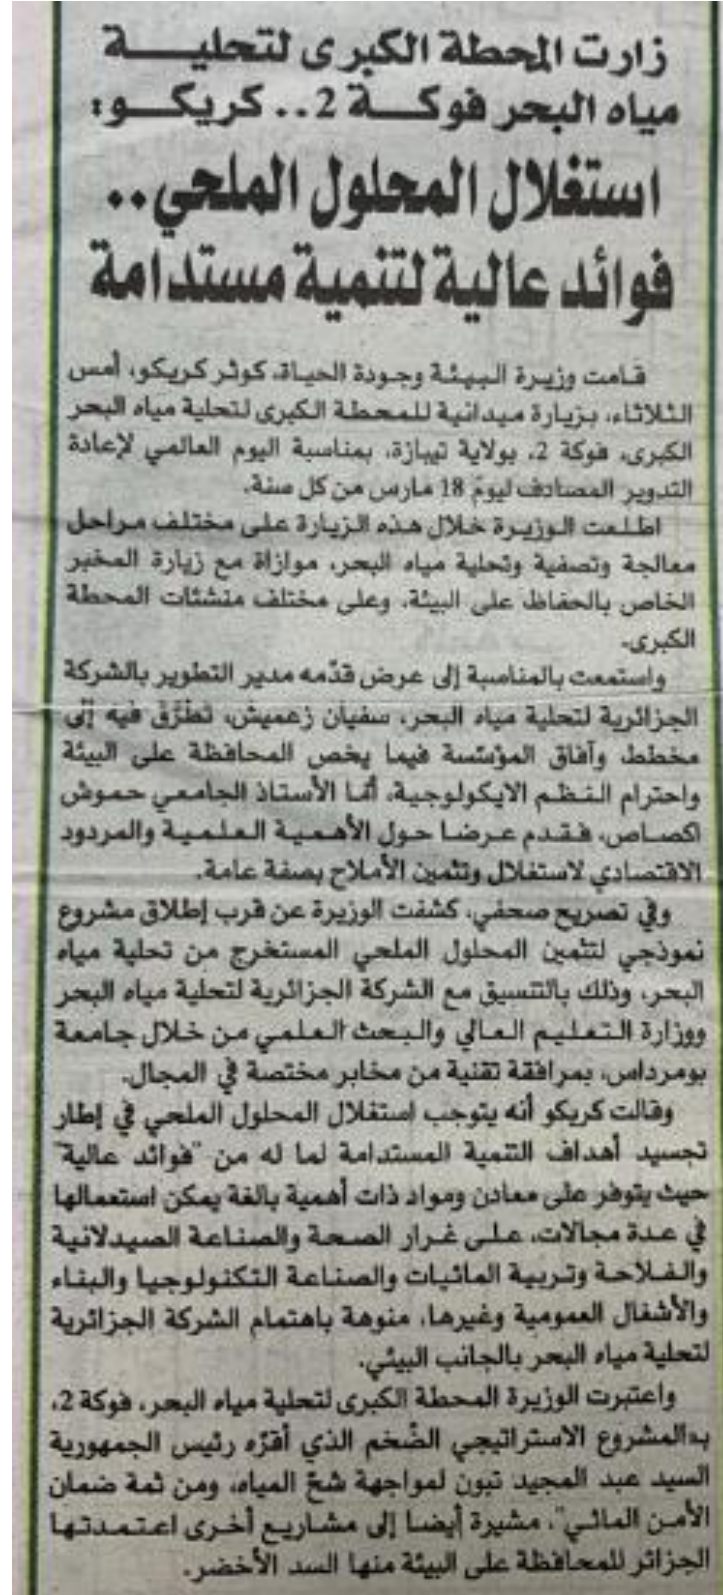 زارت المحطة الكبرى لتحلية
مياه البحر فوكة 2.. كريكو:
استغلال المحلول الملحي..
فوائد عالية لتنمية مستدامة
قامت وزيرة البيئة وجودة الحياة، كوثر كريكو، أمس
الثلاثاء، بزيارة ميدانية للمحطة الكبرى لتحلية مياه البحر
الكبرى، فوكة 2، بولاية تيبازة، بمناسبة اليوم العالمي لإعادة
التدوير المصادف ليوم 18 مارس من كل سنة.
اطلعت الوزيرة خلال هذه الزيارة على مختلف مراحل
معالجة وتصفية وتحلية مياه البحر، موازاة مع زيارة المخبر
الخاص بالحفاظ على البيئة، وعلى مختلف منشئات المحطة
الكبرى.
واستمعت بالمناسبة إلى عرض قدّمه مدير التطوير بالشركة
الجزائرية لتحلية مياه البحر، سفيان زعميش، تطرّق فيه إلى
مخطط وآفاق المؤسّسة فيما يخص المحافظة على البيئة
واحترام النظم الايكولوجية، أمّا الأستاذ الجامعي حموش
اكصاص، فقدم عرضا حول الأهمية العلمية والمردود
الاقتصادي لاستغلال وتثمين الأملاح بصفة عامة.
وفي تصريح صحفي، كشفت الوزيرة عن قرب إطلاق مشروع
نموذجي لتثمين المحلول الملحي المستخرج من تحلية مياه
البحر، وذلك بالتنسيق مع الشركة الجزائرية لتحلية مياه البحر
ووزارة التعليم العالي والبحث العلمي من خلال جامعة
بومرداس، بمرافقة تقنية من مخابر مختصة في المجال.
وقالت كريكو أنه يتوجب استغلال المحلول الملحي في إطار
تجسيد أهداف التنمية المستدامة لما له من "فوائد عالية"
حيث يتوفر على معادن ومواد ذات أهمية بالغة يمكن استعمالها
في عدة مجالات، على غرار الصحة والصناعة الصيدلانية
والفلاحة وتربية المائيات والصناعة التكنولوجيا والبناء
والأشغال العمومية وغيرها، منوهة باهتمام الشركة الجزائرية
لتحلية مياه البحر بالجانب البيئي.
واعتبرت الوزيرة المحطة الكبرى لتحلية مياه البحر، فوكة 2،
بـ"المشروع الاستراتيجي الضّخم الذي أقرّه رئيس الجمهورية
السيد عبد المجيد تبون لمواجهة شحّ المياه، ومن ثمة ضمان
الأمن المائي"، مشيرة أيضا إلى مشاريع أخرى اعتمدتها
الجزائر للمحافظة على البيئة منها السد الأخضر.